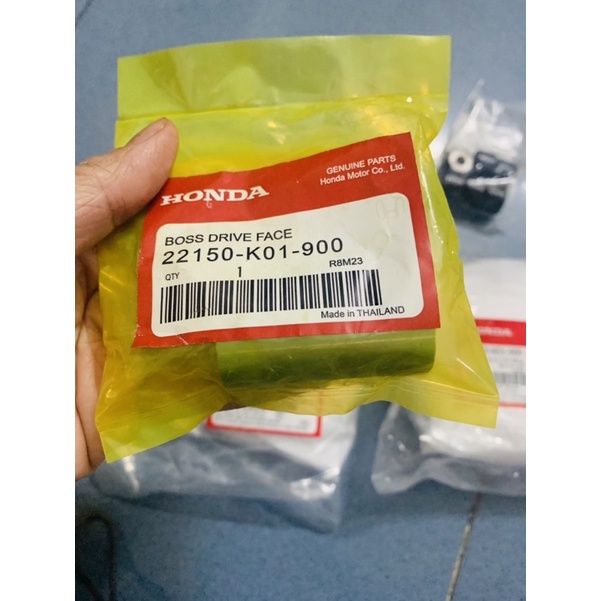 GENUINE PARTS
Honda Motor Co., Ltd.
HONDA
BOSS DRIVE FACE
22150-K01-900
QTY 1 R8M23
Made in THAILAND
HONDA